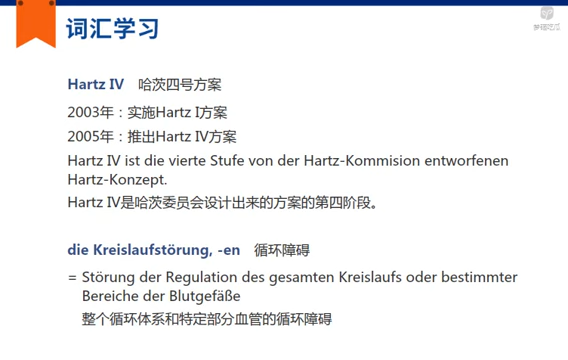 词汇学习
Hartz IV 哈茨四号方案
2003年：实施Hartz I方案
2005年：推出Hartz IV方案
Hartz IV ist die vierte Stufe von der Hartz-Kommision entworfenen
Hartz-Konzept.
Hartz IV是哈茨委员会设计出来的方案的第四阶段。
die Kreislaufstörung, -en 循环障碍
= Störung der Regulation des gesamten Kreislaufs oder bestimmter
Bereiche der Blutgefäße
整个循环体系和特定部分血管的循环障碍